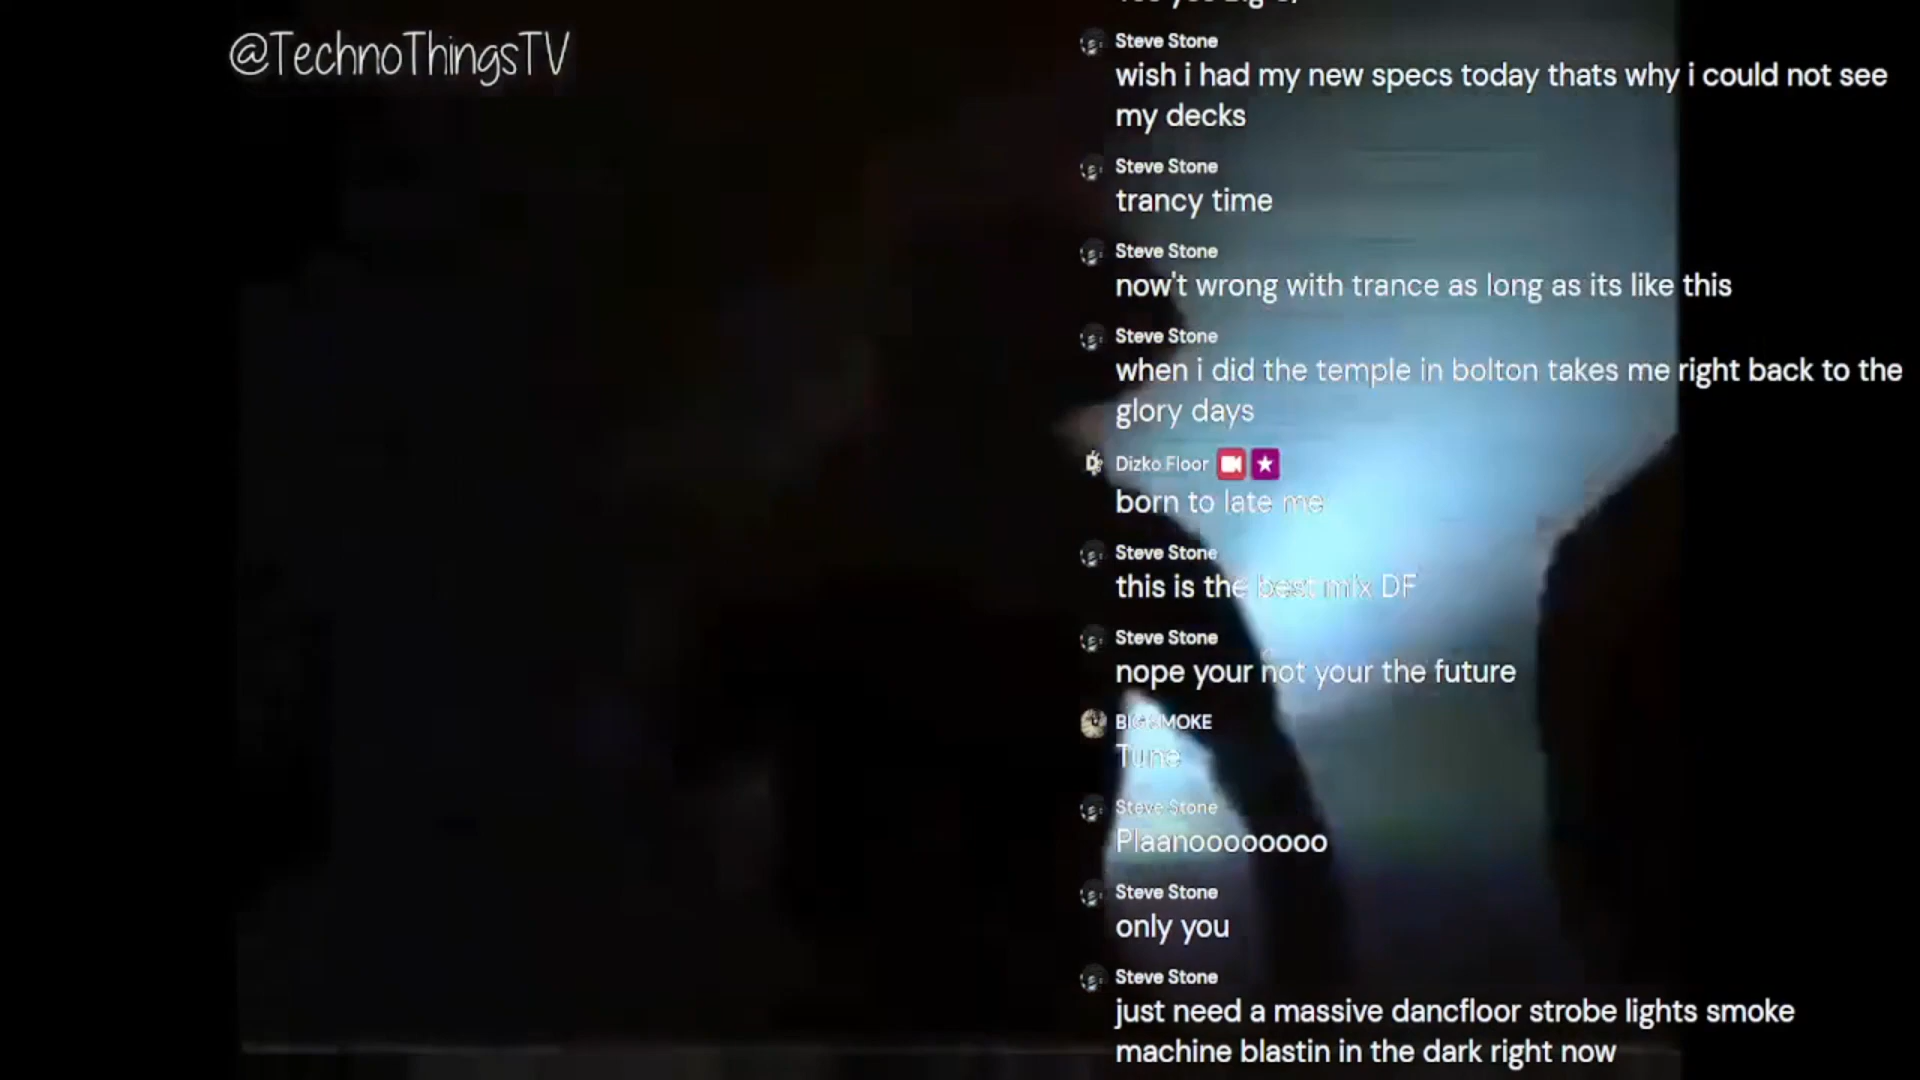 @TechnoThingsTV
Steve Stone
wish i had my new specs today thats why i could not see
my decks
Steve Stone
trancy time
Steve Stone
now't wrong with trance as long as its like this
Steve Stone
when i did the temple in bolton takes me right back to the
glory days
Dizko Floor
born to late me
Steve Stone
this is the best mix DF
Steve Stone
nope your not your the future
BIG SMOKE
Tune
Steve Stone
Plaanoooooooo
Steve Stone
only you
Steve Stone
just need a massive dancfloor strobe lights smoke
machine blastin in the dark right now